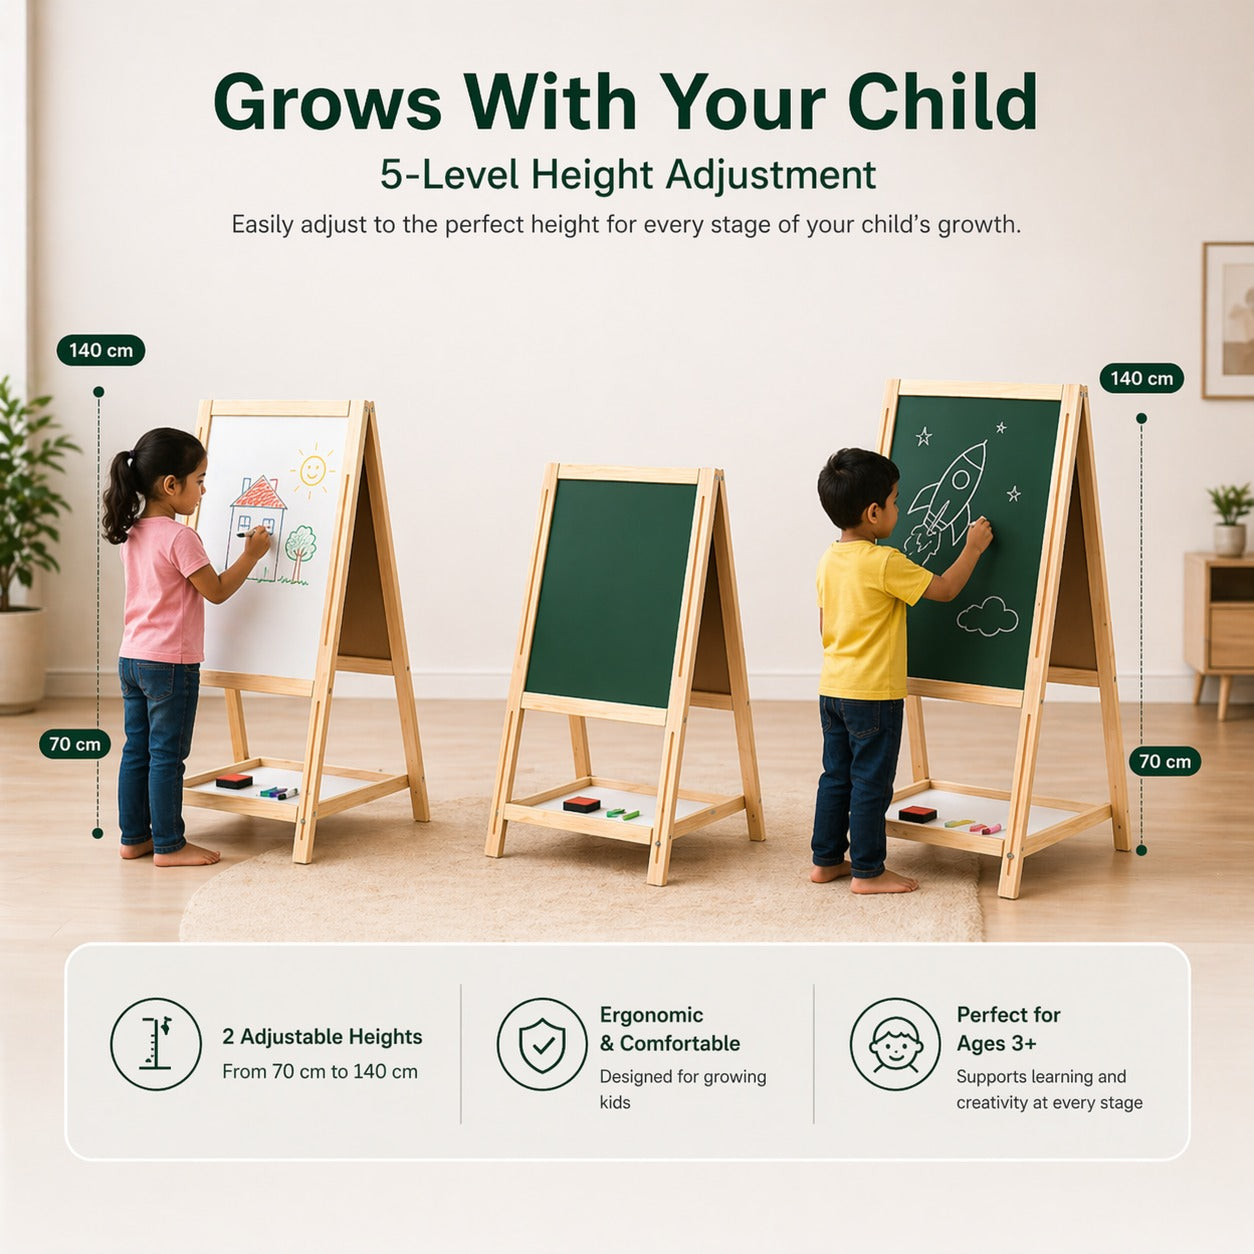 Grows With Your Child
5-Level Height Adjustment
Easily adjust to the perfect height for every stage of your child’s growth.
140 cm
140 cm
70 cm
70 cm
2 Adjustable Heights
From 70 cm to 140 cm
Ergonomic
& Comfortable
Designed for growing
kids
Perfect for
Ages 3+
Supports learning and
creativity at every stage